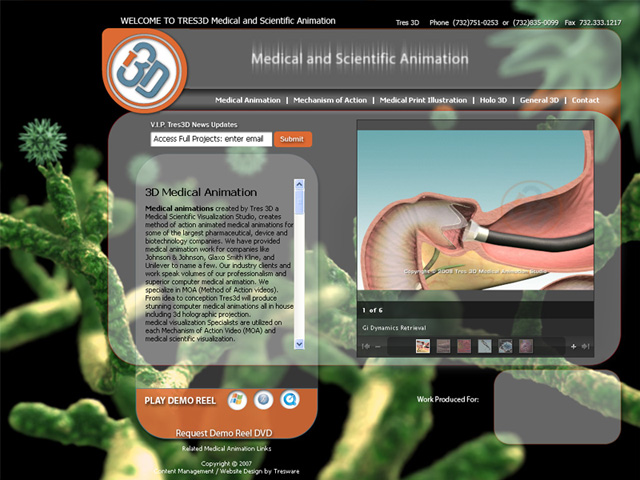 WELCOME TO TRES3D Medical and Scientific Animation
Tres 3D Phone (732)751-0253 or (732)835-0099 Fax 732.333.1217
3D
Medical and Scientific Animation
Medical Animation | Mechanism of Action | Medical Print Illustration | Holo 3D | General 3D | Contact
V.I.P. Tres3D News Updates
Access Full Projects: enter email Submit
3D Medical Animation
Medical animations created by Tres 3D a
Medical Scientific Visualization Studio, creates
method of action animated medical animations for
some of the largest pharmaceutical, device and
biotechnology companies. We have provided
medical animation work for companies like
Johnson & Johnson, Glaxo Smith Kline, and
Unilever to name a few. Our industry clients and
work speak volumes of our professionalism and
superior computer medical animation. We
specialize in MOA (Method of Action videos).
From idea to conception Tres3d will produce
stunning computer medical animations all in house
including 3d holographic projection.
medical visualization Specialists are utilized on
each Mechanism of Action Video (MOA) and
medical scientific visualization.
Copyright © 2008 Tres 3D Medical Animation Studio
1 of 6
Gi Dynamics Retrieval
PLAY DEMO REEL
Work Produced For:
Request Demo Reel DVD
Related Medical Animation Links
Copyright © 2007
Content Management / Website Design by Tresware